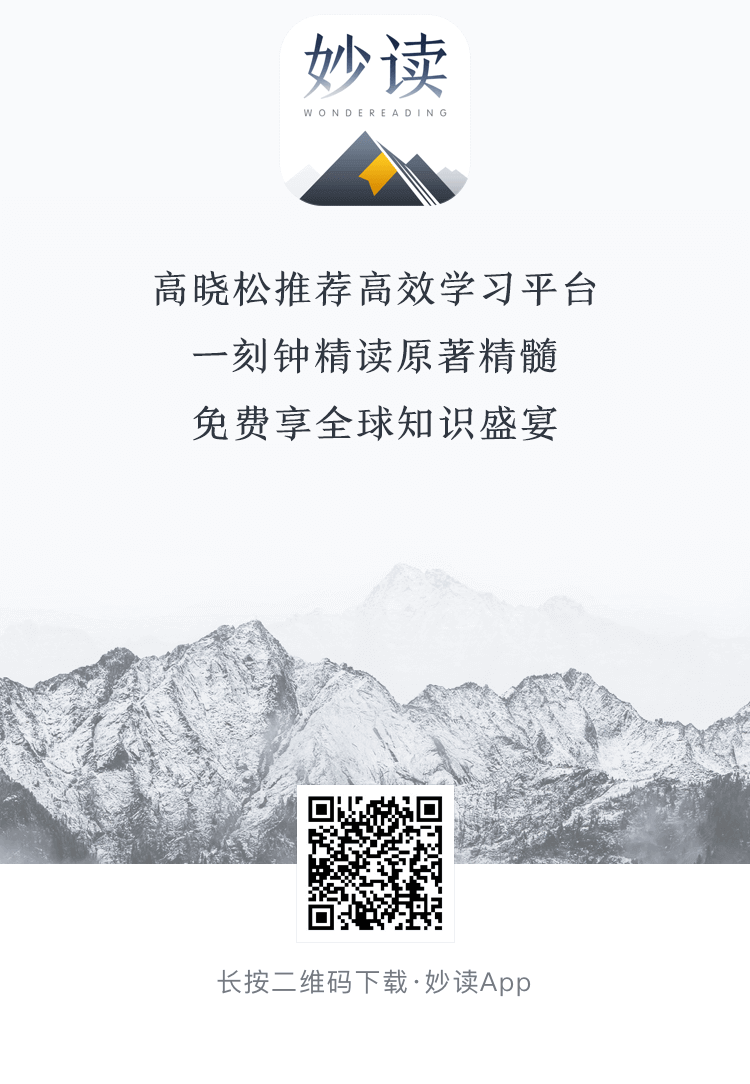 妙读
WONDEREADING
高晓松推荐高效学习平台
一刻钟精读原著精髓
免费享全球知识盛宴
长按二维码下载·妙读App